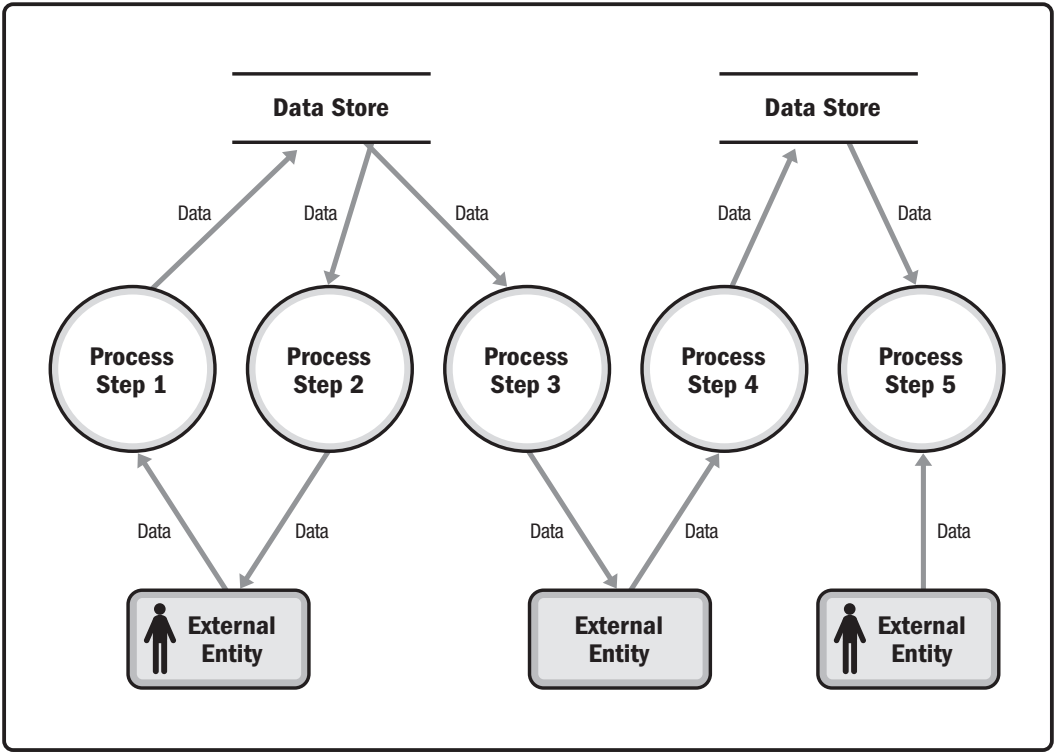 Data Store
Data Store
Data
Data
Data
Data
Data
Process
Step 1
Process
Step 2
Process
Step 3
Process
Step 4
Process
Step 5
Data
Data
Data
Data
Data
External
Entity
External
Entity
External
Entity